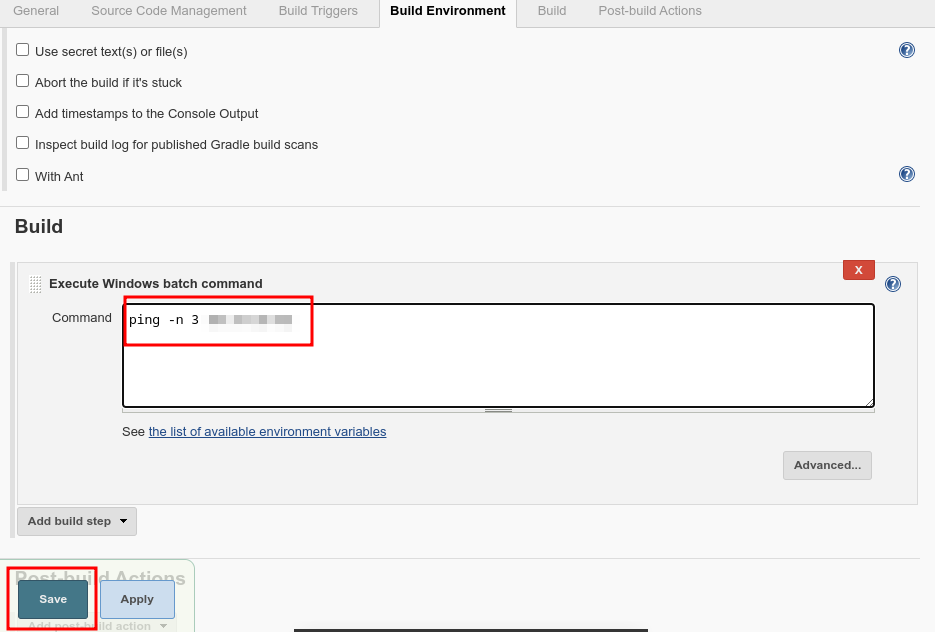 General Source Code Management Build Triggers Build Environment Build Post-build Actions
Use secret text(s) or file(s)
Abort the build if it's stuck
Add timestamps to the Console Output
Inspect build log for published Gradle build scans
With Ant
Build
X
Execute Windows batch command
Command
ping -n 3
See the list of available environment variables
Advanced...
Add build step
Post-build Actions
Save Apply
Add post-build action